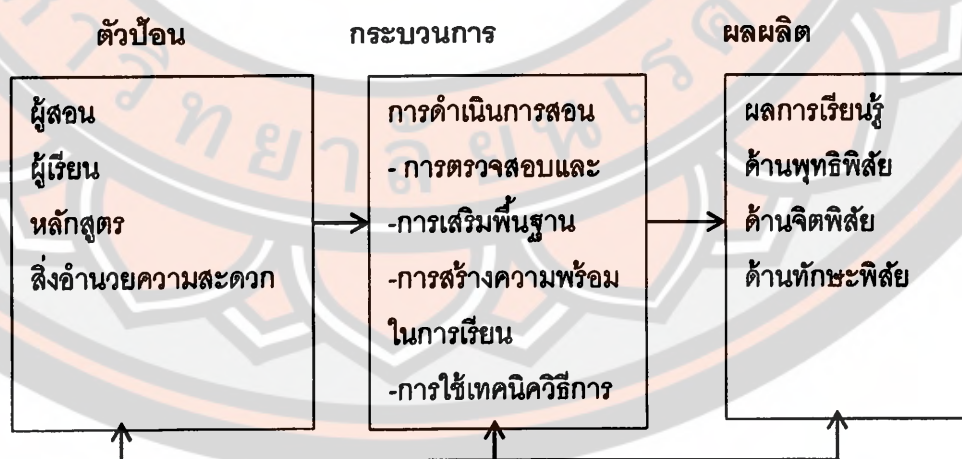 ตัวป้อน
กระบวนการ
ผลผลิต
ผู้สอน
ผู้เรียน
หลักสูตร
สิ่งอำนวยความสะดวก
การดำเนินการสอน
- การตรวจสอบและ
-การเสริมพื้นฐาน
-การสร้างความพร้อม
ในการเรียน
-การใช้เทคนิควิธีการ
ผลการเรียนรู้
ด้านพุทธิพิสัย
ด้านจิตพิสัย
ด้านทักษะพิสัย